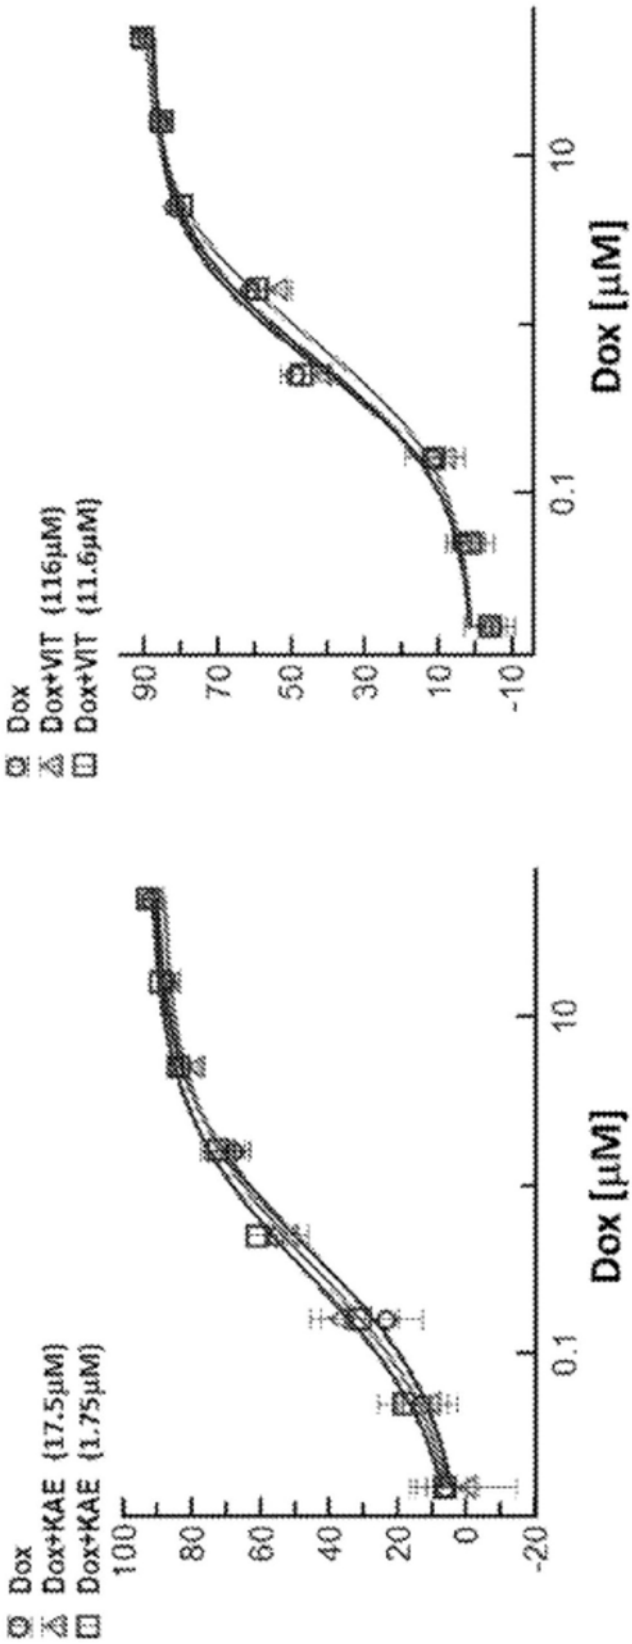 Dox
Dox+KAE (17.5µM)
Dox+KAE (1.75µM)
100
80
60
40
20
0
-20
0.1
10
Dox [µM]
Dox
Dox+VIT (116µM)
Dox+VIT (11.6µM)
90
70
50
30
10
-10
0.1
10
Dox [µM]